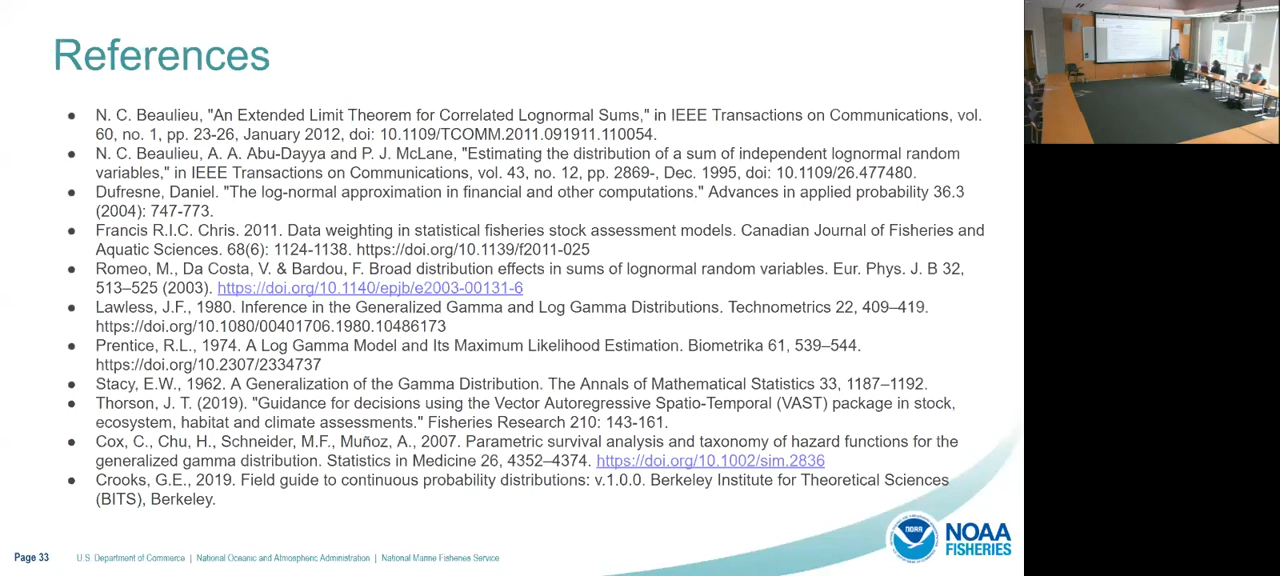 References
● N. C. Beaulieu, "An Extended Limit Theorem for Correlated Lognormal Sums," in IEEE Transactions on Communications, vol.
60, no. 1, pp. 23-26, January 2012, doi: 10.1109/TCOMM.2011.091911.110054.
● N. C. Beaulieu, A. A. Abu-Dayya and P. J. McLane, "Estimating the distribution of a sum of independent lognormal random
variables," in IEEE Transactions on Communications, vol. 43, no. 12, pp. 2869-, Dec. 1995, doi: 10.1109/26.477480.
● Dufresne, Daniel. "The log-normal approximation in financial and other computations." Advances in applied probability 36.3
(2004): 747-773.
● Francis R.I.C. Chris. 2011. Data weighting in statistical fisheries stock assessment models. Canadian Journal of Fisheries and
Aquatic Sciences. 68(6): 1124-1138. https://doi.org/10.1139/f2011-025
● Romeo, M., Da Costa, V. & Bardou, F. Broad distribution effects in sums of lognormal random variables. Eur. Phys. J. B 32,
513–525 (2003). https://doi.org/10.1140/epjb/e2003-00131-6
● Lawless, J.F., 1980. Inference in the Generalized Gamma and Log Gamma Distributions. Technometrics 22, 409–419.
https://doi.org/10.1080/00401706.1980.10486173
● Prentice, R.L., 1974. A Log Gamma Model and Its Maximum Likelihood Estimation. Biometrika 61, 539–544.
https://doi.org/10.2307/2334737
● Stacy, E.W., 1962. A Generalization of the Gamma Distribution. The Annals of Mathematical Statistics 33, 1187–1192.
● Thorson, J. T. (2019). "Guidance for decisions using the Vector Autoregressive Spatio-Temporal (VAST) package in stock,
ecosystem, habitat and climate assessments." Fisheries Research 210: 143-161.
● Cox, C., Chu, H., Schneider, M.F., Muñoz, A., 2007. Parametric survival analysis and taxonomy of hazard functions for the
generalized gamma distribution. Statistics in Medicine 26, 4352–4374. https://doi.org/10.1002/sim.2836
● Crooks, G.E., 2019. Field guide to continuous probability distributions: v.1.0.0. Berkeley Institute for Theoretical Sciences
(BITS), Berkeley.
Page 33 U.S. Department of Commerce | National Oceanic and Atmospheric Administration | National Marine Fisheries Service
NOAA
NOAA
FISHERIES